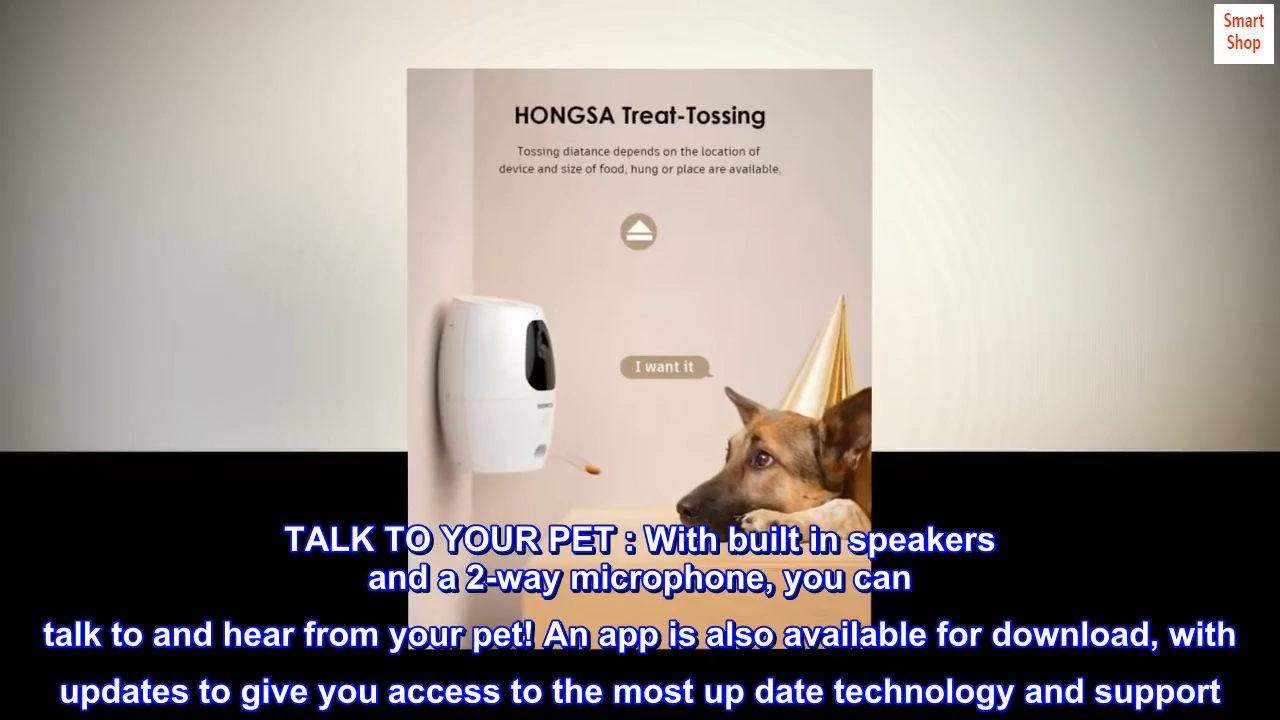 Smart
Shop
HONGSA Treat-Tossing
Tossing diatance depends on the location of
device and size of food, hung or place are available.
I want it
TALK TO YOUR PET : With built in speakers
and a 2-way microphone, you can
talk to and hear from your pet! An app is also available for download, with
updates to give you access to the most up date technology and support